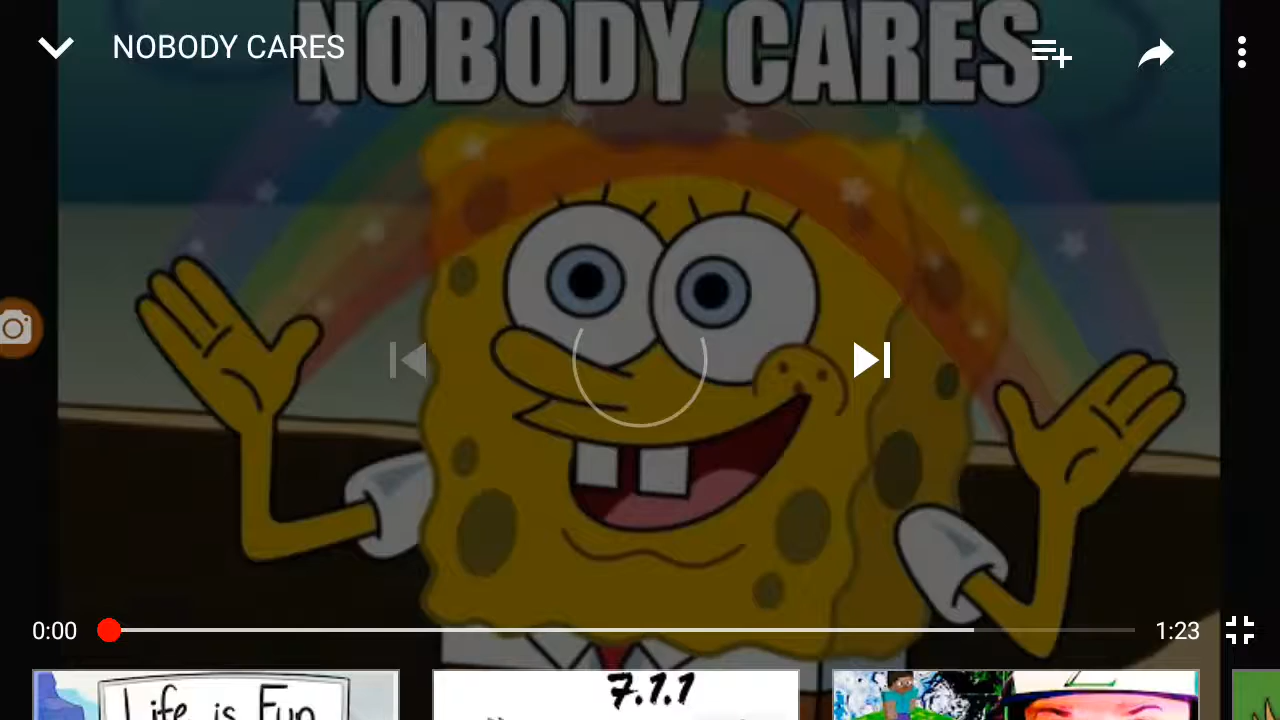 NOBODY CARES
NOBODY CARES
0:00
1:23
Life is Fun
7.1.1